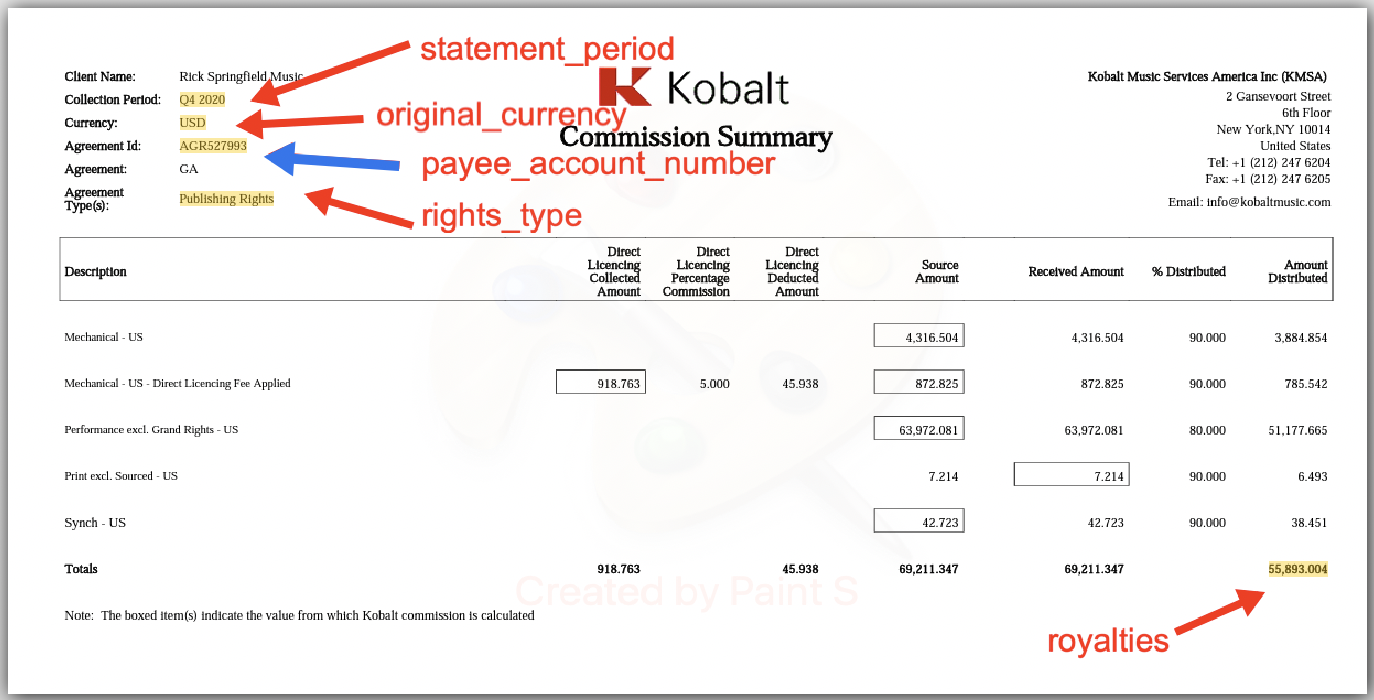 statement_period
Client Name: Rick Springfield Music
Kobalt Music Services America Inc (KMSA)
Collection Period: Q4 2020
Kobalt
2 Gansevoort Street
6th Floor
Currency: USD
original_currency
New York,NY 10014
Commission Summary
Agreement Id: AGR527993
United States
payee_account_number
Tel: +1 (212) 247 6204
Agreement: GA
Fax: +1 (212) 247 6205
Agreement
Type(s): Publishing Rights
Email: info@kobaltmusic.com
rights_type
Description
Direct
Licencing
Collected
Amount
Direct
Licencing
Percentage
Commission
Direct
Licencing
Deducted
Amount
Source
Amount
Received Amount
% Distributed
Amount
Distributed
Mechanical - US 4,316.504 4,316.504 90.000 3,884.854
Mechanical - US - Direct Licencing Fee Applied 918.763 5.000 45.938 872.825 872.825 90.000 785.542
Performance excl. Grand Rights - US 63,972.081 63,972.081 80.000 51,177.665
Print excl. Sourced - US 7.214 7.214 90.000 6.493
Synch - US 42.723 42.723 90.000 38.451
Totals 918.763 45.938 69,211.347 69,211.347 55,893.004
Created by Paint S
Note: The boxed item(s) indicate the value from which Kobalt commission is calculated
royalties